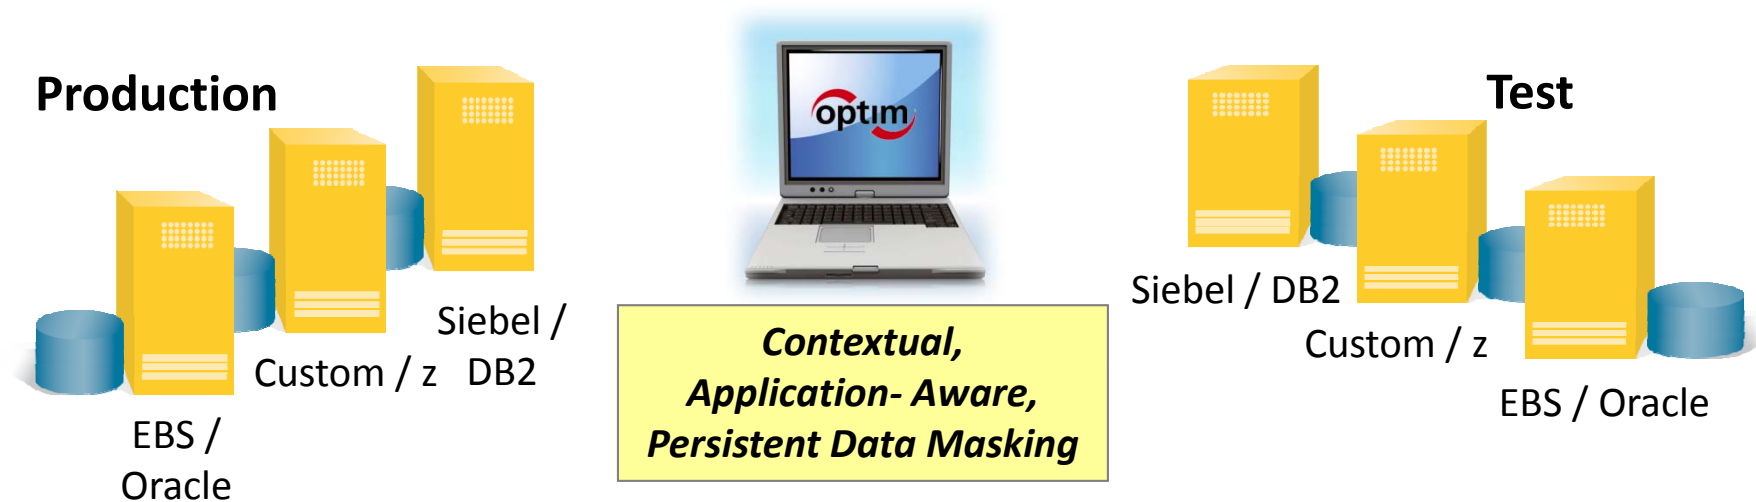 Production
EBS /
Oracle
Custom / z
Siebel /
DB2
optim
Contextual,
Application- Aware,
Persistent Data Masking
Test
Siebel / DB2
Custom / z
EBS / Oracle